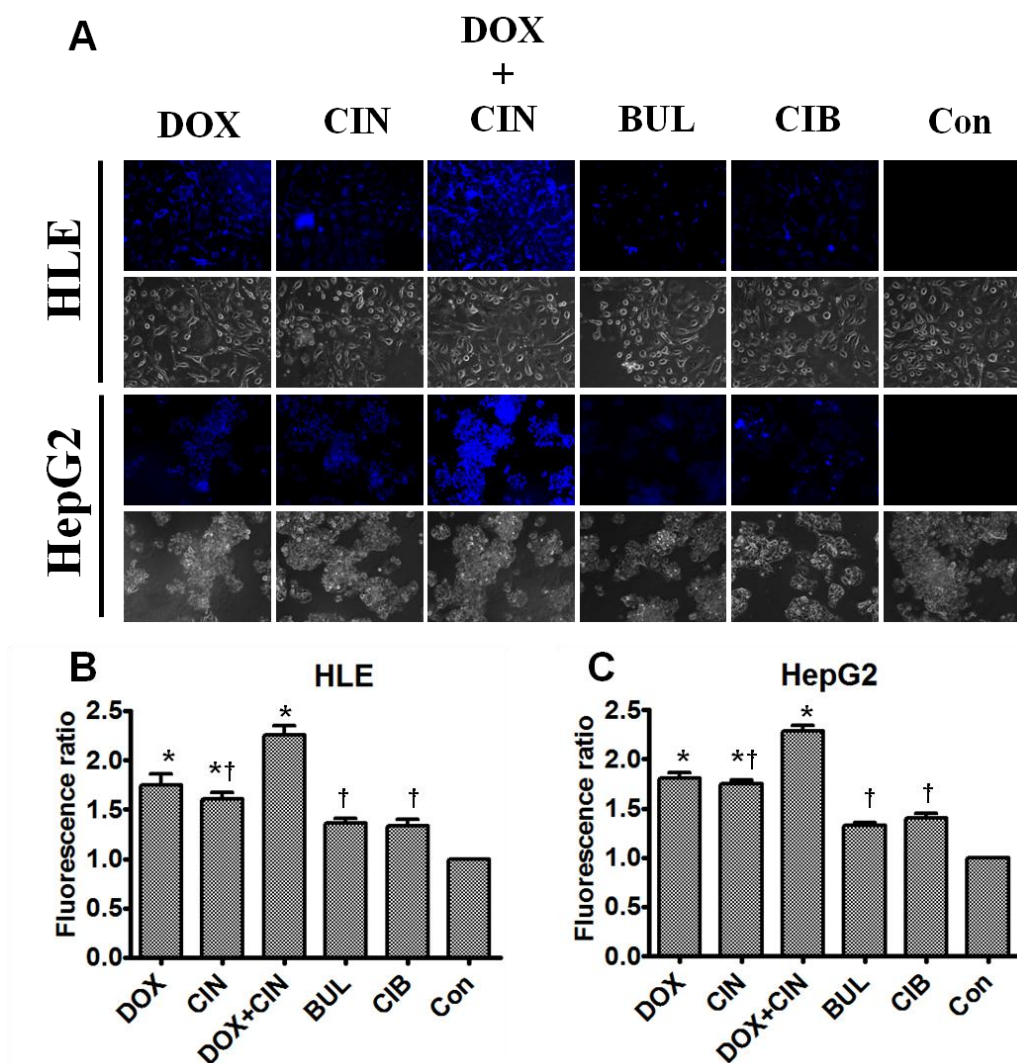 A
DOX
+
DOX CIN CIN BUL CIB Con
HLE
HepG2
B
HLE
Fluorescence ratio
2.5
2.0
1.5
1.0
0.5
0.0
*
*†
*
†
†
DOX
CIN
DOX+CIN
BUL
CIB
Con
C
HepG2
Fluorescence ratio
2.5
2.0
1.5
1.0
0.5
0.0
*
*†
*
†
†
DOX
CIN
DOX+CIN
BUL
CIB
Con